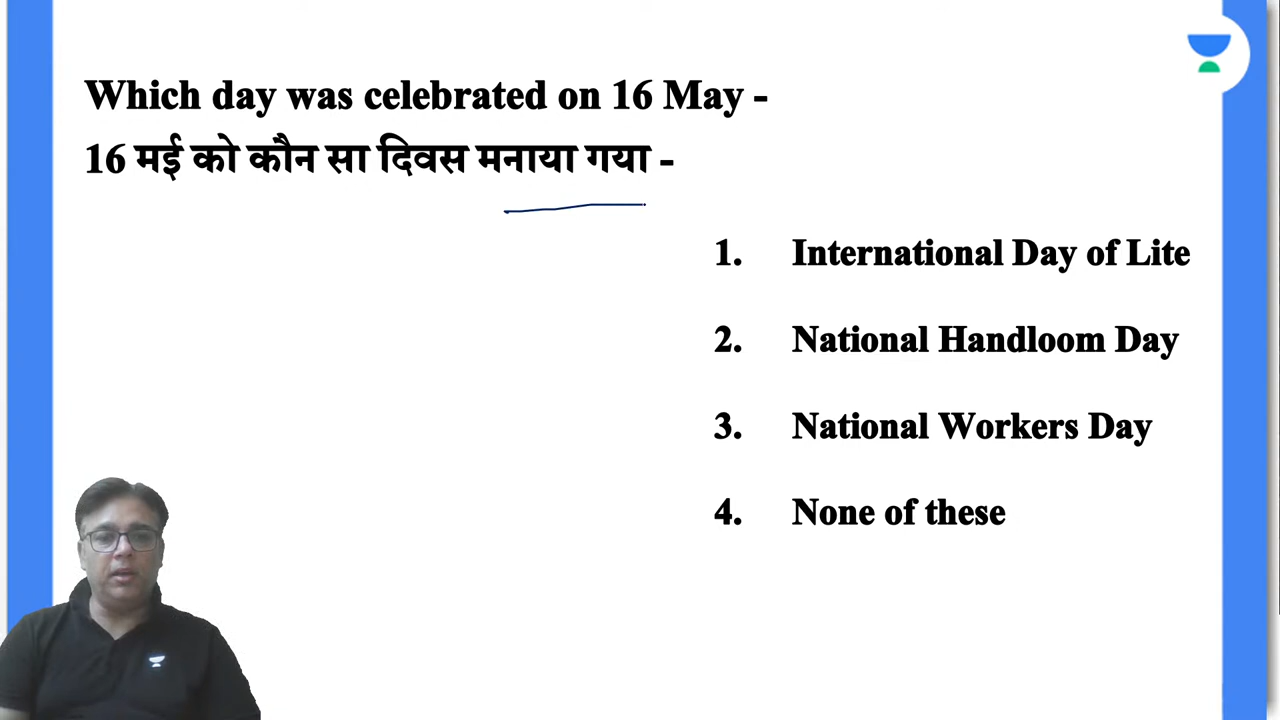 Which day was celebrated on 16 May -
16 मई को कौन सा दिवस मनाया गया -
1. International Day of Lite
2. National Handloom Day
3. National Workers Day
4. None of these